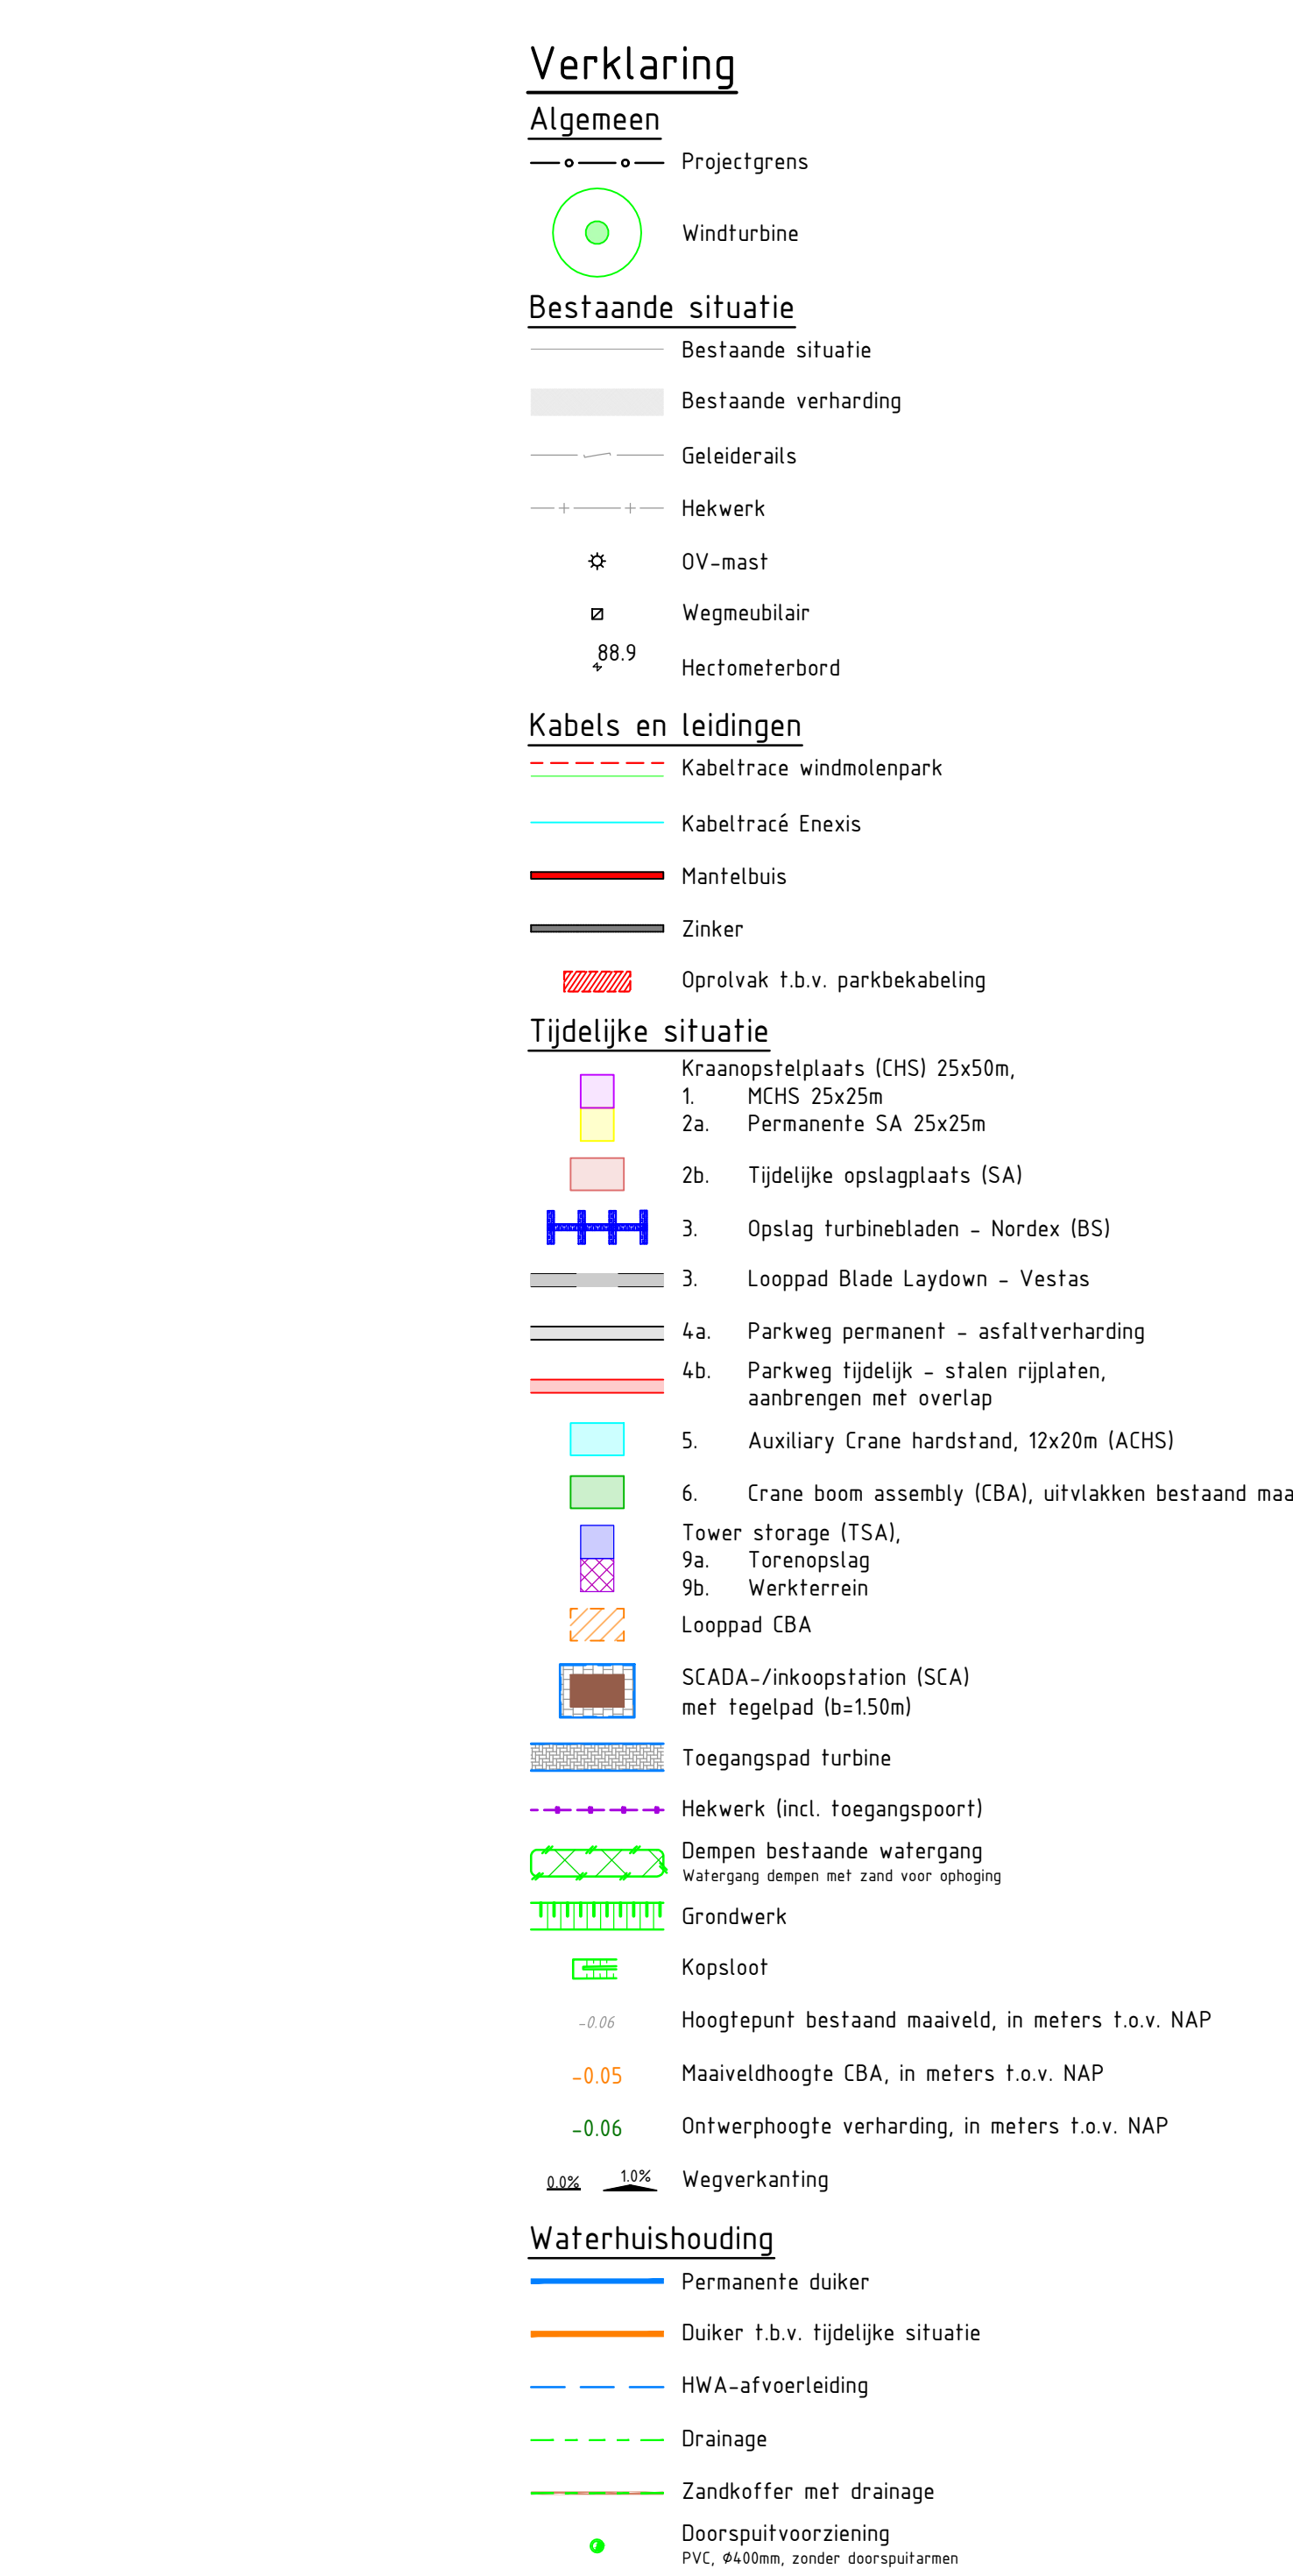 Verklaring
Algemeen
Projectgrens
Windturbine
Bestaande situatie
Bestaande situatie
Bestaande verharding
Geleiderails
Hekwerk
OV-mast
Wegmeubilair
88.9
Hectometerbord
Kabels en leidingen
Kabeltrace windmolenpark
Kabeltracé Enexis
Mantelbuis
Zinker
Oprolvak t.b.v. parkbekabeling
Tijdelijke situatie
Kraanopstelplaats (CHS) 25x50m,
1. MCHS 25x25m
2a. Permanente SA 25x25m
2b. Tijdelijke opslagplaats (SA)
3. Opslag turbinebladen - Nordex (BS)
3. Looppad Blade Laydown - Vestas
4a. Parkweg permanent - asfaltverharding
4b. Parkweg tijdelijk - stalen rijplaten,
aanbrengen met overlap
5. Auxiliary Crane hardstand, 12x20m (ACHS)
6. Crane boom assembly (CBA), uitvlakken bestaand maa
Tower storage (TSA),
9a. Torenopslag
9b. Werkterrein
Looppad CBA
SCADA-/inkoopstation (SCA)
met tegelpad (b=1.50m)
Toegangspad turbine
Hekwerk (incl. toegangspoort)
Dempen bestaande watergang
Watergang dempen met zand voor ophoging
Grondwerk
Kopsloot
-0.06 Hoogtepunt bestaand maaiveld, in meters t.o.v. NAP
-0.05 Maaiveldhoogte CBA, in meters t.o.v. NAP
-0.06 Ontwerphoogte verharding, in meters t.o.v. NAP
0.0% 1.0% Wegverkanting
Waterhuishouding
Permanente duiker
Duiker t.b.v. tijdelijke situatie
HWA-afvoerleiding
Drainage
Zandkoffer met drainage
Doorspuitvoorziening
PVC, Ø400mm, zonder doorspuitarmen